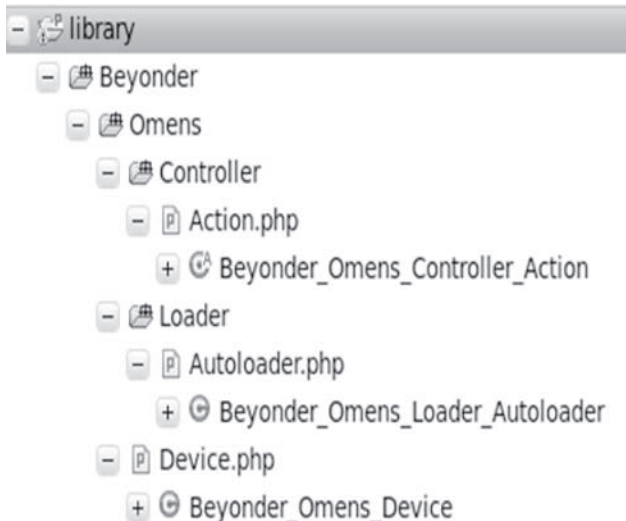 library
Beyonder
Omens
Controller
Action.php
Beyonder_Omens_Controller_Action
Loader
Autoloader.php
Beyonder_Omens_Loader_Autoloader
Device.php
Beyonder_Omens_Device